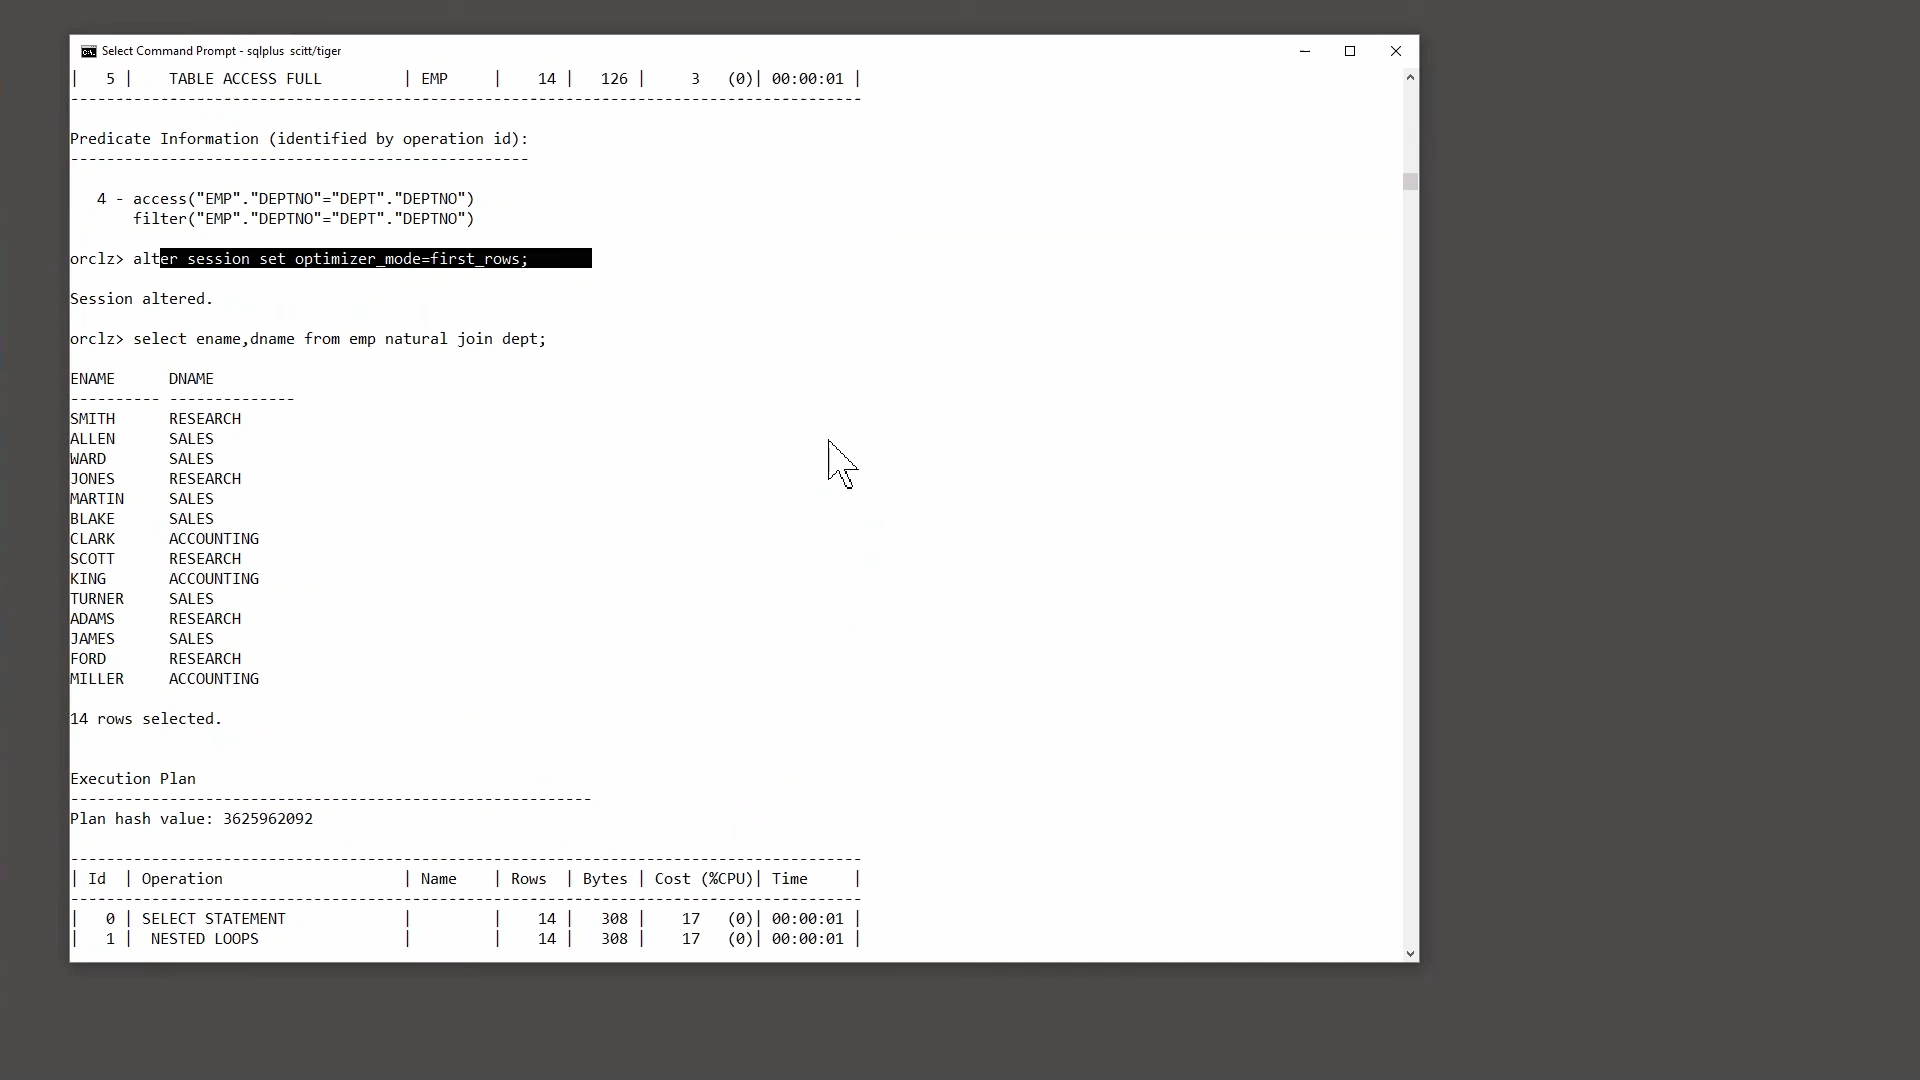 Select Command Prompt - sqlplus  scitt/tiger
|   5 |    TABLE ACCESS FULL         | EMP     |    14 |   126 |     3   (0)| 00:00:01 |
----------------------------------------------------------------------------------------
Predicate Information (identified by operation id):
---------------------------------------------------
   4 - access("EMP"."DEPTNO"="DEPT"."DEPTNO")
       filter("EMP"."DEPTNO"="DEPT"."DEPTNO")
orclz> alter session set optimizer_mode=first_rows;
Session altered.
orclz> select ename,dname from emp natural join dept;
ENAME      DNAME
---------- --------------
SMITH      RESEARCH
ALLEN      SALES
WARD       SALES
JONES      RESEARCH
MARTIN     SALES
BLAKE      SALES
CLARK      ACCOUNTING
SCOTT      RESEARCH
KING       ACCOUNTING
TURNER     SALES
ADAMS      RESEARCH
JAMES      SALES
FORD       RESEARCH
MILLER     ACCOUNTING
14 rows selected.
Execution Plan
----------------------------------------------------------
Plan hash value: 3625962092
----------------------------------------------------------------------------------------
| Id  | Operation                    | Name    | Rows  | Bytes | Cost (%CPU)| Time     |
----------------------------------------------------------------------------------------
|   0 | SELECT STATEMENT             |         |    14 |   308 |    17   (0)| 00:00:01 |
|   1 |  NESTED LOOPS                |         |    14 |   308 |    17   (0)| 00:00:01 |